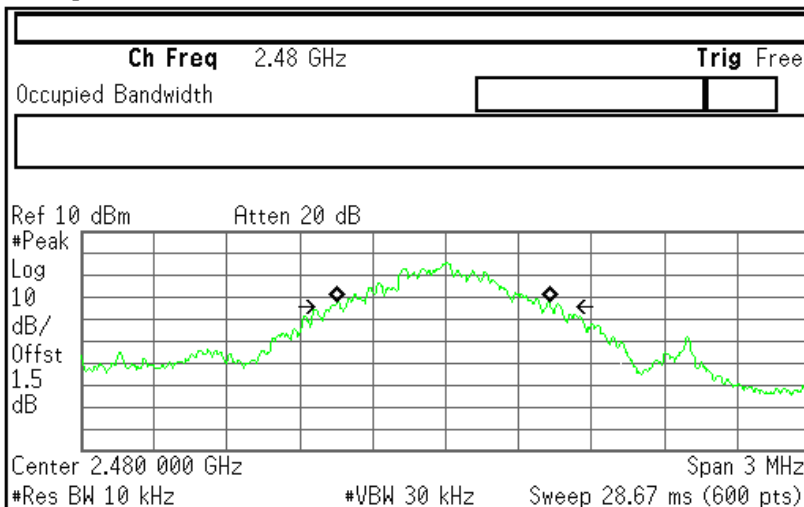 Ch Freq 2.48 GHz Trig Free
Occupied Bandwidth
Ref 10 dBm Atten 20 dB
#Peak
Log
10
dB/
Offst
1.5
dB
Center 2.480 000 GHz Span 3 MHz
#Res BW 10 kHz #VBW 30 kHz Sweep 28.67 ms (600 pts)